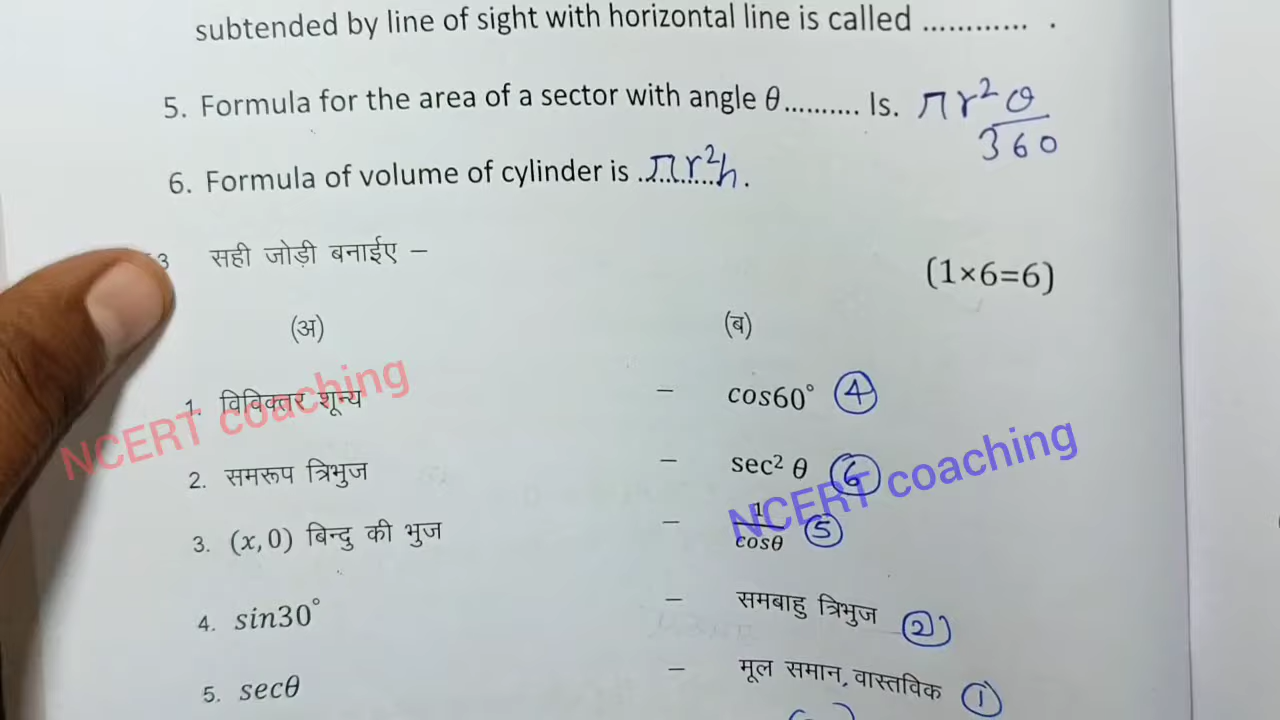 subtended by line of sight with horizontal line is called ………… .
5. Formula for the area of a sector with angle θ.......... Is. πr² θ/360
6. Formula of volume of cylinder is πr²h.
3 सही जोड़ी बनाईए –
(1×6=6)
(अ) (ब)
1. विविक्तर शून्य – cos60° ④
2. समरूप त्रिभुज – sec² θ ⑥
3. (x,0) बिन्दु की भुज – 1/cosθ ⑤
4. sin30° – समबाहु त्रिभुज ②
5. secθ – मूल समान, वास्तविक ①
NCERT coaching
NCERT coaching